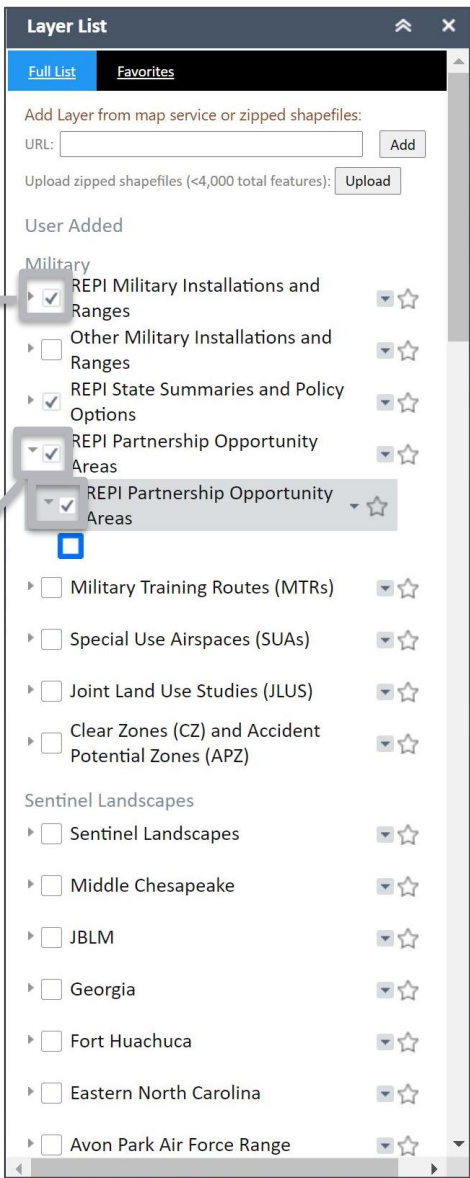 Layer List
Full List Favorites
Add Layer from map service or zipped shapefiles:
URL: Add
Upload zipped shapefiles (<4,000 total features): Upload
User Added
Military
REPI Military Installations and
Ranges
Other Military Installations and
Ranges
REPI State Summaries and Policy
Options
REPI Partnership Opportunity
Areas
REPI Partnership Opportunity
Areas
Military Training Routes (MTRs)
Special Use Airspaces (SUAs)
Joint Land Use Studies (JLUS)
Clear Zones (CZ) and Accident
Potential Zones (APZ)
Sentinel Landscapes
Sentinel Landscapes
Middle Chesapeake
JBLM
Georgia
Fort Huachuca
Eastern North Carolina
Avon Park Air Force Range